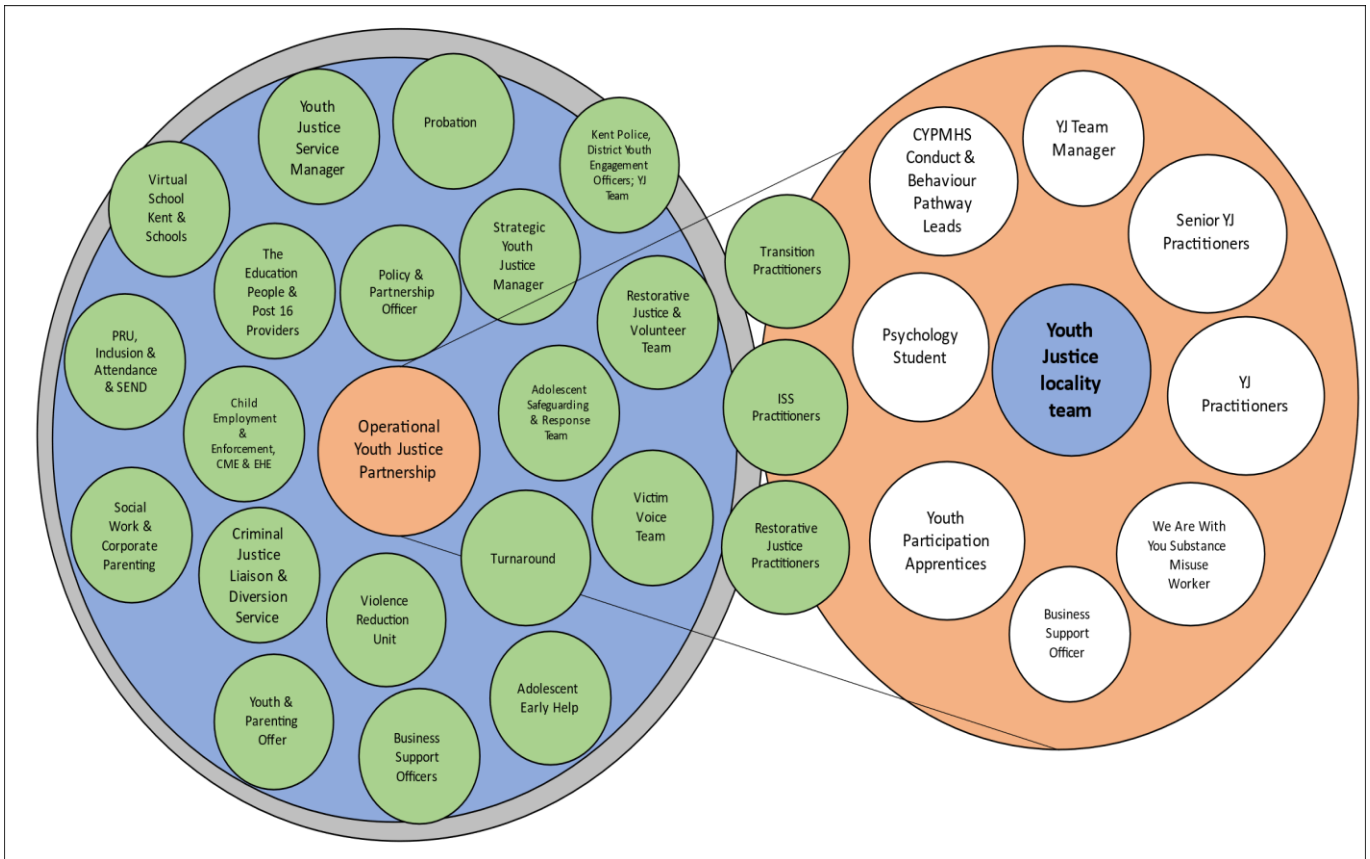 Youth
Justice
Service
Manager
Probation
Kent Police,
District Youth
Engagement
Officers; YJ
Team
Virtual
School
Kent &
Schools
The
Education
People &
Post 16
Providers
Policy &
Partnership
Officer
Strategic
Youth
Justice
Manager
Restorative
Justice &
Volunteer
Team
PRU,
Inclusion &
Attendance
& SEND
Child
Employment
&
Enforcement,
CME & EHE
Operational
Youth Justice
Partnership
Adolescent
Safeguarding
& Response
Team
Social
Work &
Corporate
Parenting
Criminal
Justice
Liaison &
Diversion
Service
Violence
Reduction
Unit
Turnaround
Victim
Voice
Team
Youth &
Parenting
Offer
Business
Support
Officers
Adolescent
Early Help
Transition
Practitioners
ISS
Practitioners
Restorative
Justice
Practitioners
CYPMHS
Conduct &
Behaviour
Pathway
Leads
YJ Team
Manager
Senior YJ
Practitioners
Psychology
Student
Youth
Justice
locality
team
YJ
Practitioners
Youth
Participation
Apprentices
We Are With
You Substance
Misuse
Worker
Business
Support
Officer